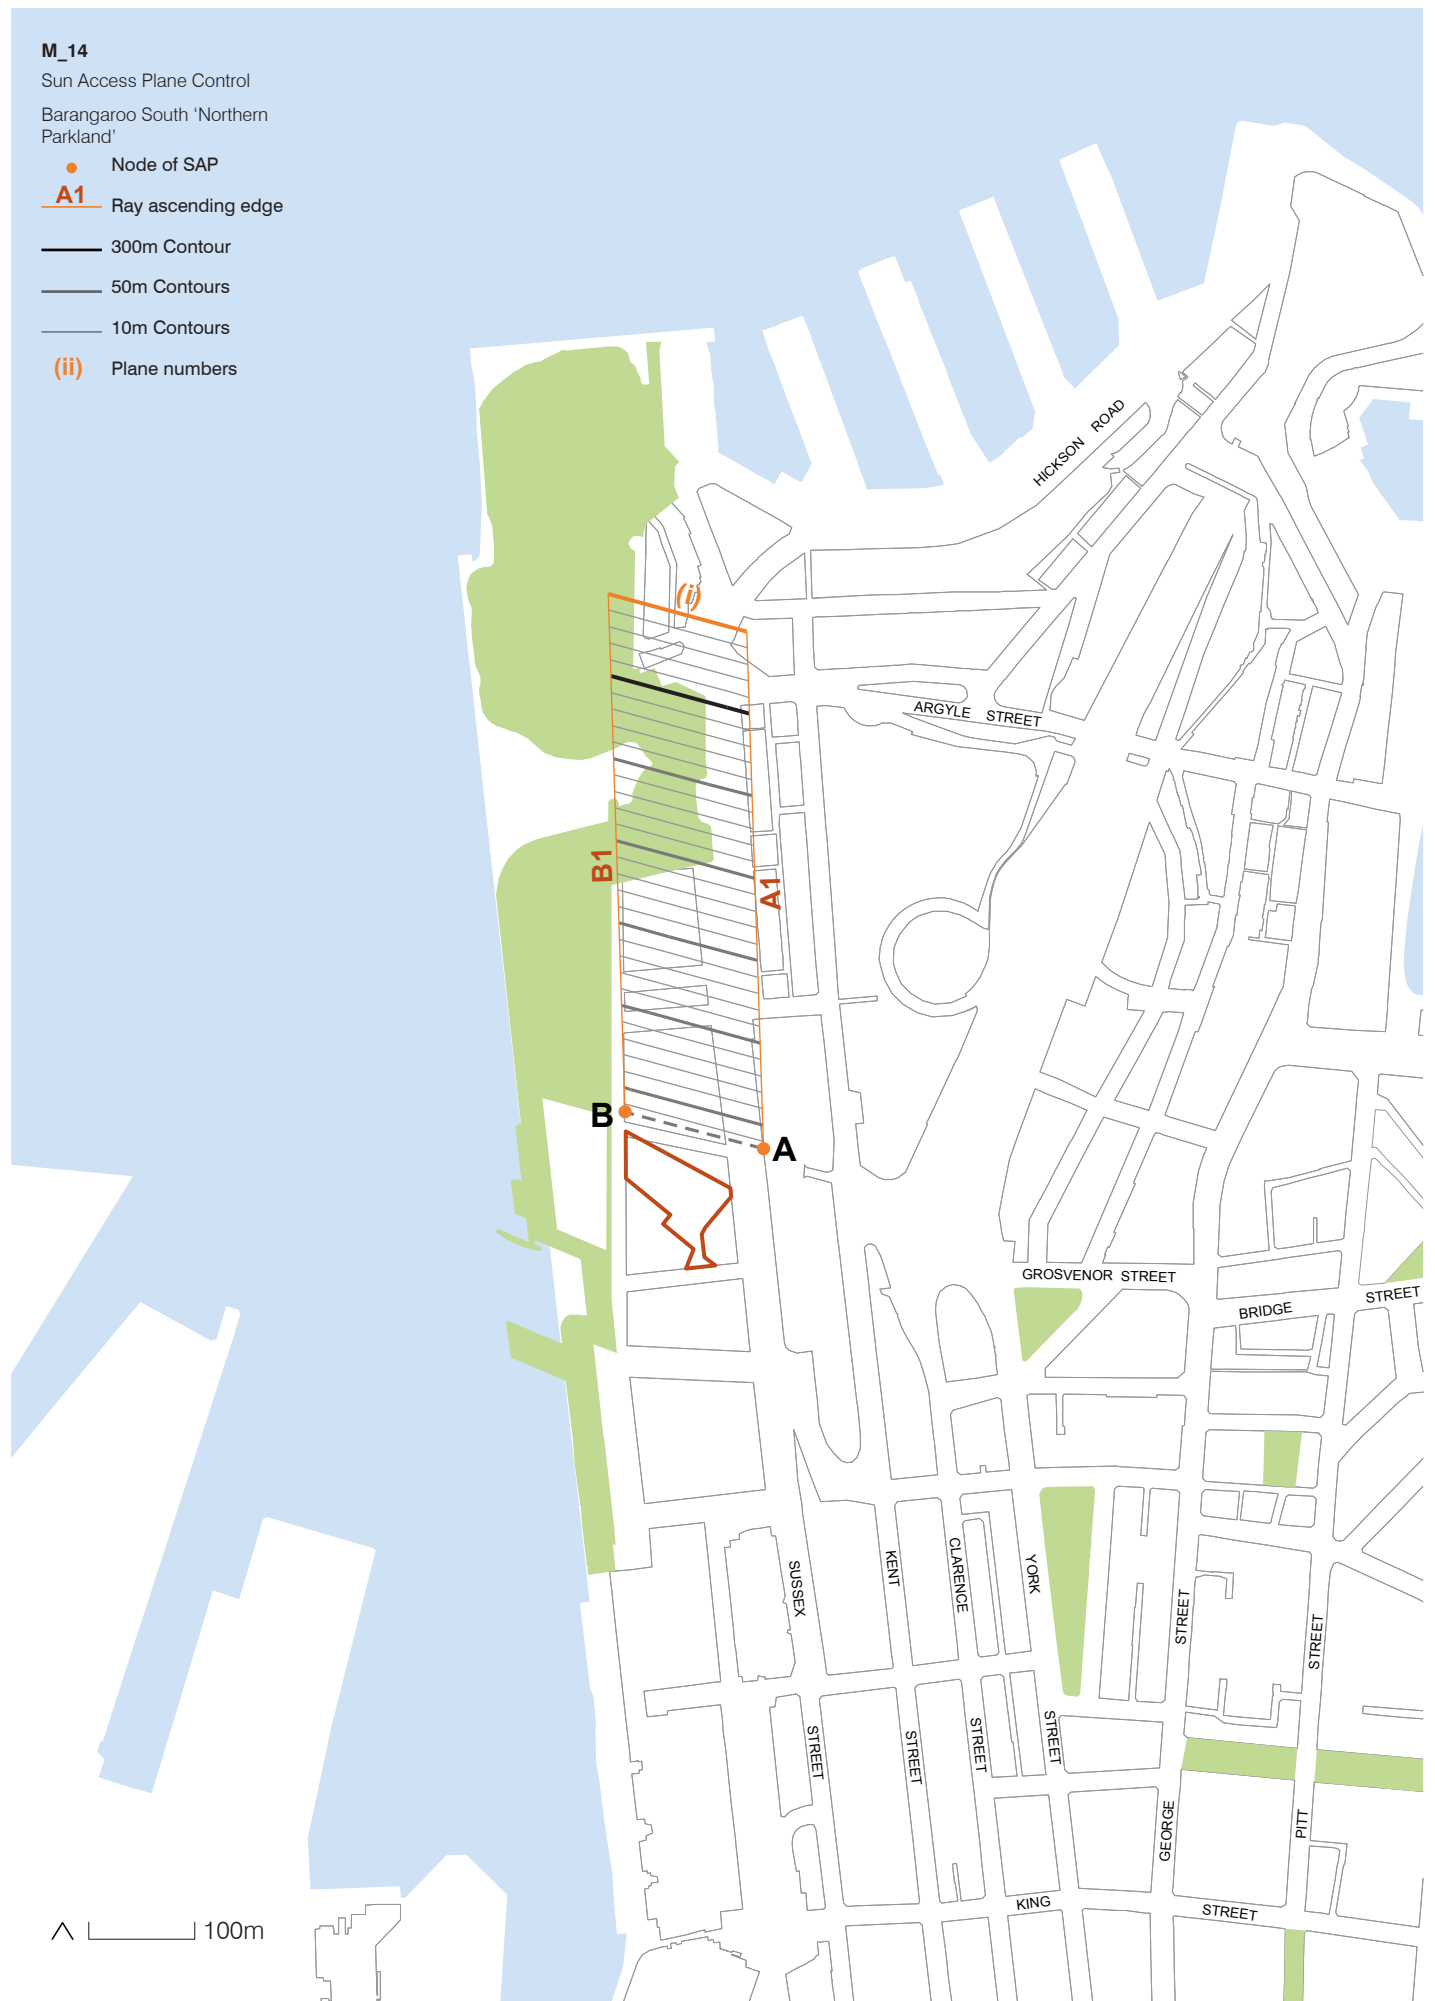 M_14
Sun Access Plane Control
Barangaroo South ‘Northern
Parkland’
Node of SAP
A1
Ray ascending edge
300m Contour
50m Contours
10m Contours
(ii)
Plane numbers
HICKSON ROAD
(i)
ARGYLE STREET
B1
A1
B
A
GROSVENOR STREET
BRIDGE
STREET
SUSSEX
KENT
CLARENCE
YORK
STREET
STREET
STREET
STREET
STREET
STREET
GEORGE
PITT
KING
STREET
100m